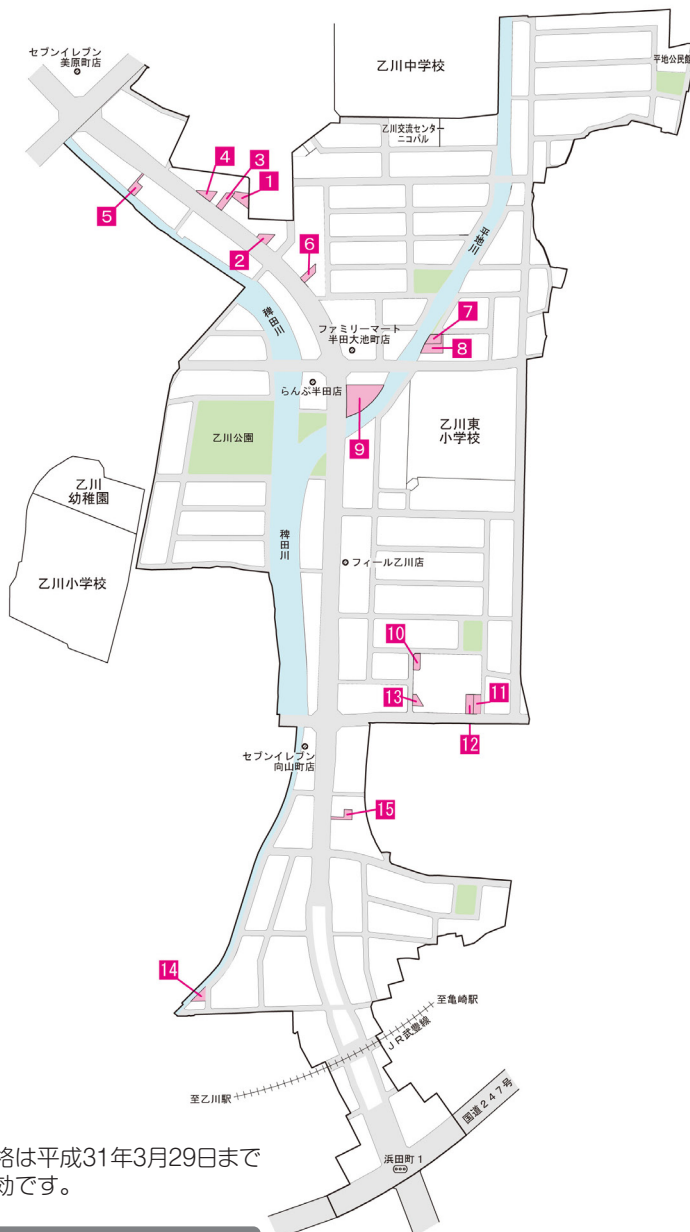 セブンイレブン
美原町店
乙川中学校
平地公民館
乙川交流センター
ニコパル
4
3
1
5
2
6
平地川
稗田川
ファミリーマート
半田大池町店
7
8
らんぷ半田店
9
乙川公園
乙川東
小学校
乙川
幼稚園
稗田川
乙川小学校
フィール乙川店
10
13
11
12
セブンイレブン
向山町店
15
14
至亀崎駅
JR武豊線
至乙川駅
国道247号
浜田町1
格は平成31年3月29日まで
効です。